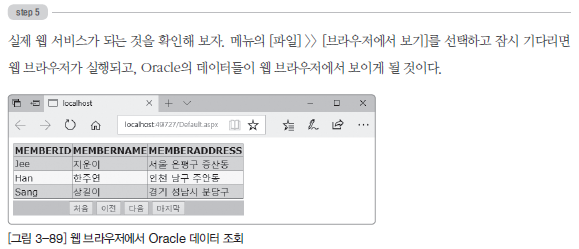 step 5
실제 웹 서비스가 되는 것을 확인해 보자. 메뉴의 [파일] >> [브라우저에서 보기]를 선택하고 잠시 기다리면
웹 브라우저가 실행되고, Oracle의 데이터들이 웹 브라우저에서 보이게 될 것이다.
localhost
localhost:49727/Default.aspx
MEMBERID MEMBERNAME MEMBERADDRESS
Jee 지운이 서울 은평구 증산동
Han 한주연 인천 남구 주안동
Sang 상길이 경기 성남시 분당구
처음 이전 다음 마지막
[그림 3-89] 웹 브라우저에서 Oracle 데이터 조회